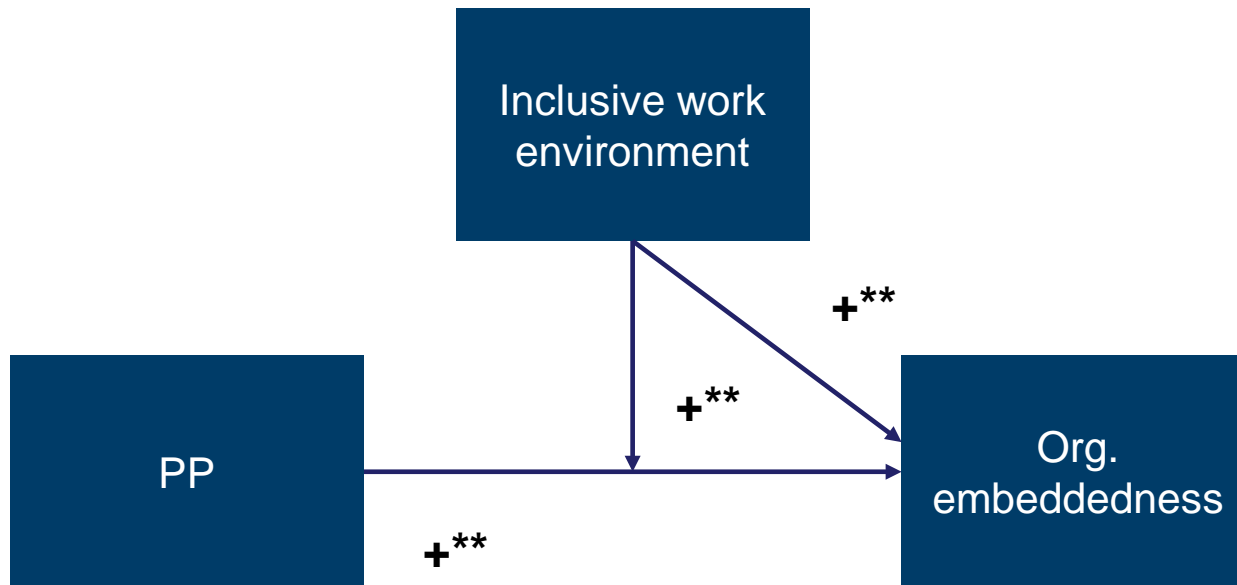 Inclusive work
environment
+**
+**
PP
Org.
embeddedness
+**